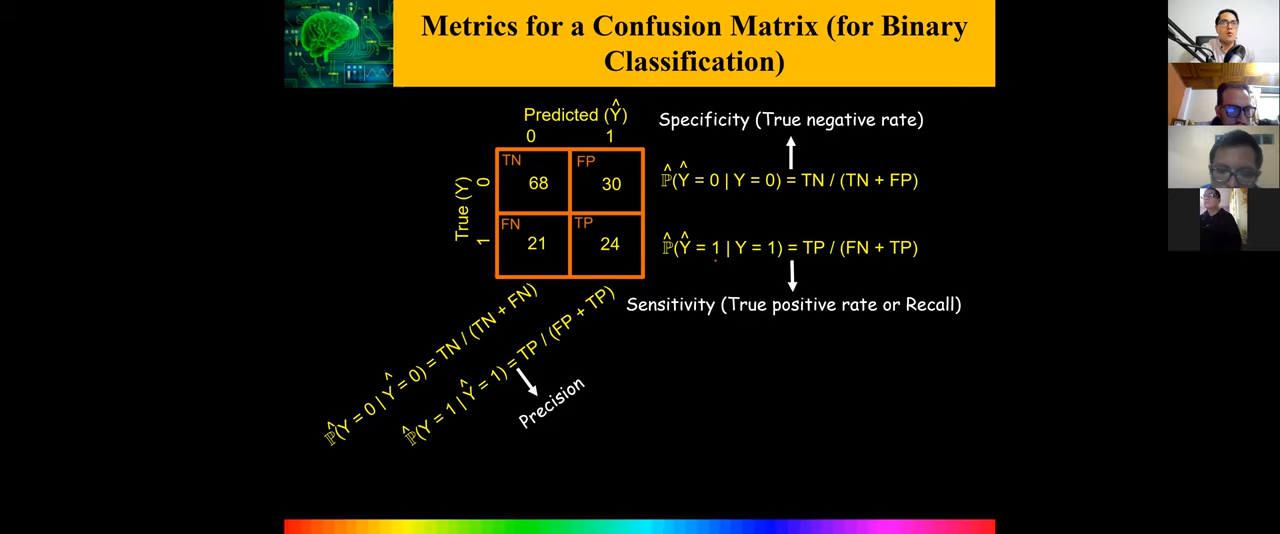 Metrics for a Confusion Matrix (for Binary
Classification)
Predicted (Ŷ)
0 1
True (Y)
0
1
TN
68
FP
30
FN
21
TP
24
Specificity (True negative rate)
ℙ̂(Ŷ = 0 | Y = 0) = TN / (TN + FP)
ℙ̂(Ŷ = 1 | Y = 1) = TP / (FN + TP)
Sensitivity (True positive rate or Recall)
ℙ̂(Y = 0 | Ŷ = 0) = TN / (TN + FN)
ℙ̂(Y = 1 | Ŷ = 1) = TP / (FP + TP)
Precision